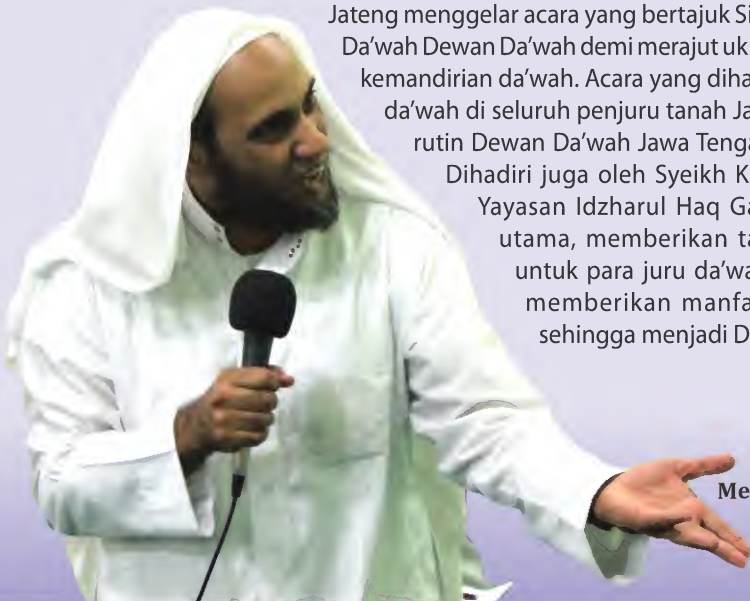 Jateng menggelar acara yang bertajuk Si
Da'wah Dewan Da'wah demi merajut uk
kemandirian da'wah. Acara yang diha
da'wah di seluruh penjuru tanah Ja
rutin Dewan Da'wah Jawa Tenga
Dihadiri juga oleh Syeikh K
Yayasan Idzharul Haq Ga
utama, memberikan ta
untuk para juru da'wa
memberikan manfa
sehingga menjadi D
Me